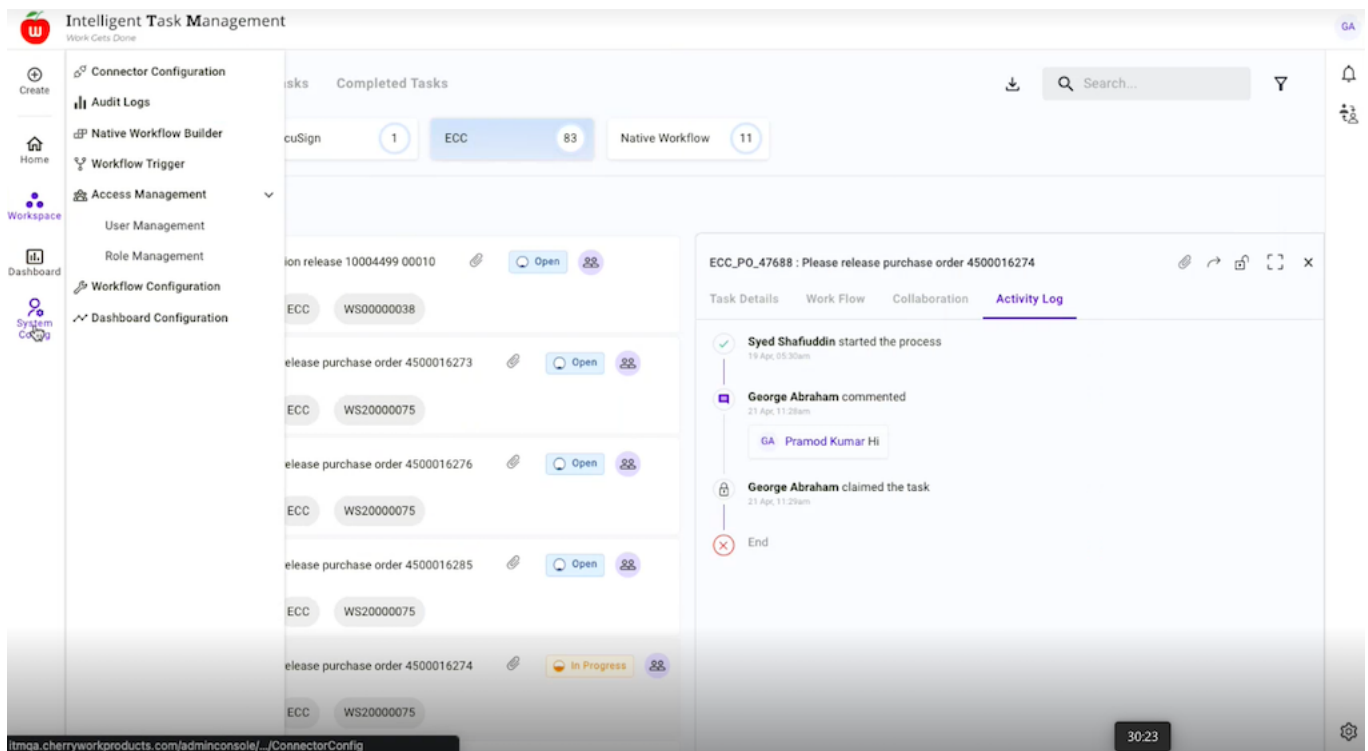 Intelligent Task Management
Work Gets Done
GA
Create
Home
Workspace
Dashboard
System
Config
Connector Configuration
Audit Logs
Native Workflow Builder
Workflow Trigger
Access Management
User Management
Role Management
Workflow Configuration
Dashboard Configuration
asks Completed Tasks
Search...
cuSign 1 ECC 83 Native Workflow 11
ion release 10004499 00010 Open
ECC WS00000038
elease purchase order 4500016273 Open
ECC WS20000075
elease purchase order 4500016276 Open
ECC WS20000075
elease purchase order 4500016285 Open
ECC WS20000075
elease purchase order 4500016274 In Progress
ECC WS20000075
ECC_PO_47688 : Please release purchase order 4500016274
Task Details Work Flow Collaboration Activity Log
Syed Shafiuddin started the process
19 Apr, 05.30am
George Abraham commented
21 Apr, 11:28am
GA Pramod Kumar Hi
George Abraham claimed the task
21 Apr, 11:29am
End
itmqa.cherryworkproducts.com/adminconsole/.../ConnectorConfig
30:23